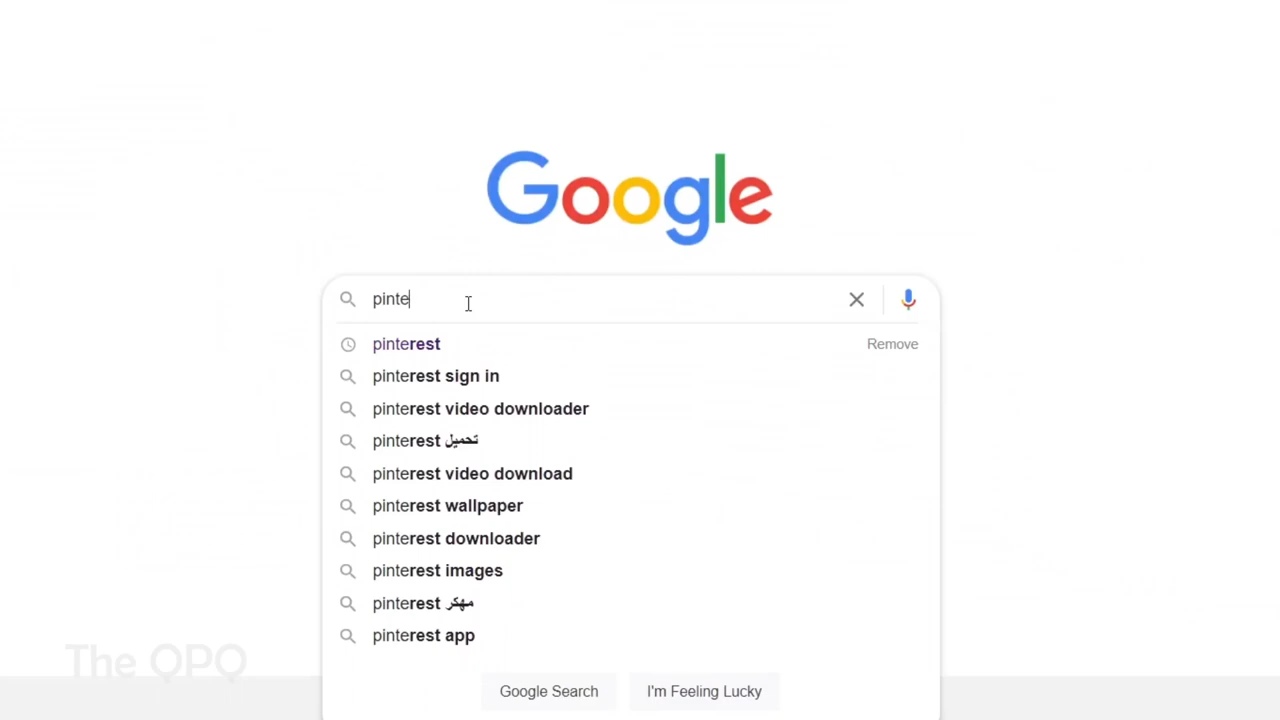 Google
pinte
pinterest
Remove
pinterest sign in
pinterest video downloader
pinterest تحميل
pinterest video download
pinterest wallpaper
pinterest downloader
pinterest images
pinterest مهكر
pinterest app
The QPQ
Google Search
I'm Feeling Lucky